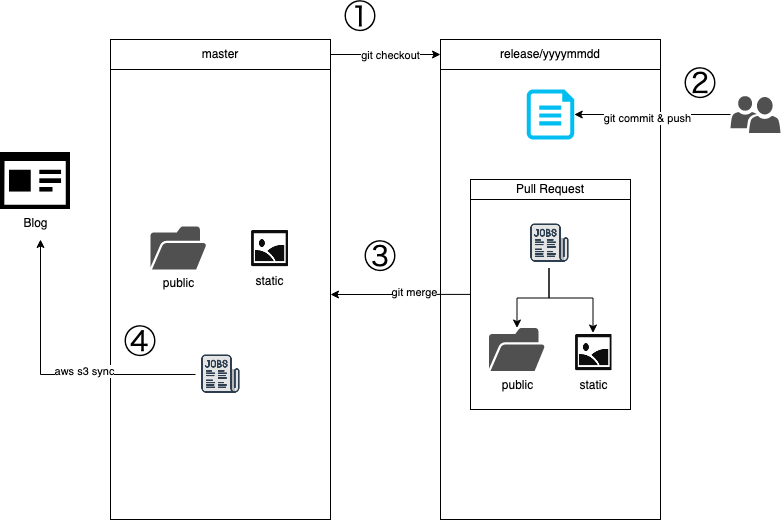 ①
master
git checkout
release/yyyymmdd
②
git commit & push
Pull Request
Blog
JOBS
③
public
static
git merge
④
public
static
aws s3 sync
JOBS